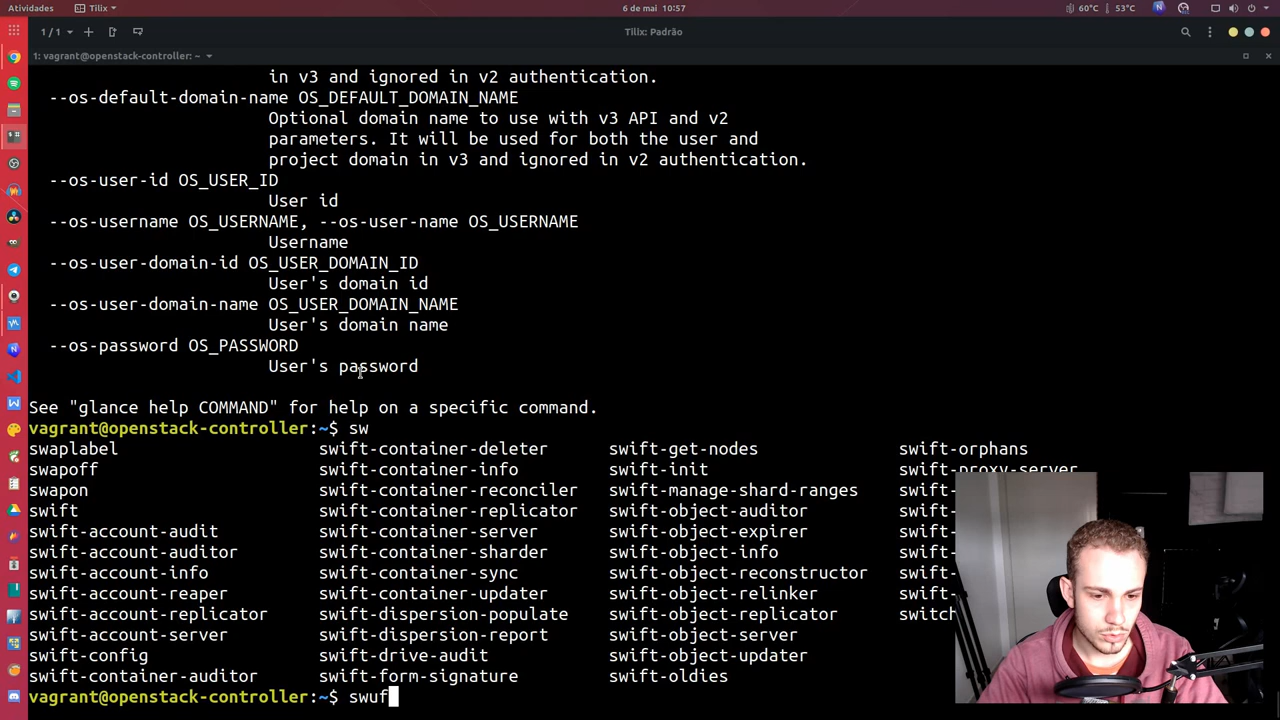 Atividades Tilix 6 de mai 10:57 60°C 53°C
1 / 1 Tilix: Padrão
1: vagrant@openstack-controller: ~
in v3 and ignored in v2 authentication.
--os-default-domain-name OS_DEFAULT_DOMAIN_NAME
Optional domain name to use with v3 API and v2
parameters. It will be used for both the user and
project domain in v3 and ignored in v2 authentication.
--os-user-id OS_USER_ID
User id
--os-username OS_USERNAME, --os-user-name OS_USERNAME
Username
--os-user-domain-id OS_USER_DOMAIN_ID
User's domain id
--os-user-domain-name OS_USER_DOMAIN_NAME
User's domain name
--os-password OS_PASSWORD
User's password
See "glance help COMMAND" for help on a specific command.
vagrant@openstack-controller:~$ sw
swaplabel swift-container-deleter swift-get-nodes swift-orphans
swapoff swift-container-info swift-init swift-proxy-server
swapon swift-container-reconciler swift-manage-shard-ranges swift-
swift swift-container-replicator swift-object-auditor swift-
swift-account-audit swift-container-server swift-object-expirer swift-
swift-account-auditor swift-container-sharder swift-object-info swift-
swift-account-info swift-container-sync swift-object-reconstructor swift-
swift-account-reaper swift-container-updater swift-object-relinker swift-
swift-account-replicator swift-dispersion-populate swift-object-replicator switch
swift-account-server swift-dispersion-report swift-object-server
swift-config swift-drive-audit swift-object-updater
swift-container-auditor swift-form-signature swift-oldies
vagrant@openstack-controller:~$ swuf